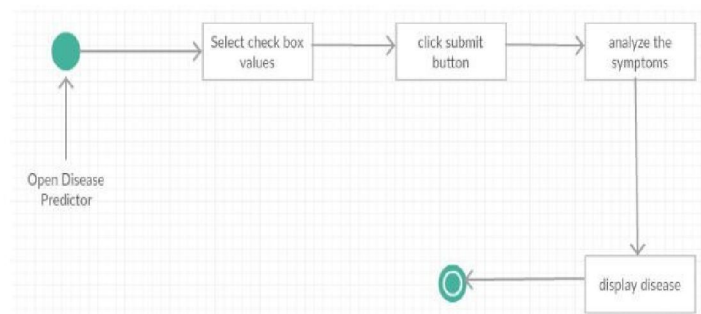 Select check box
values
click submit
button
analyze the
symptoms
Open Disease
Predictor
display disease